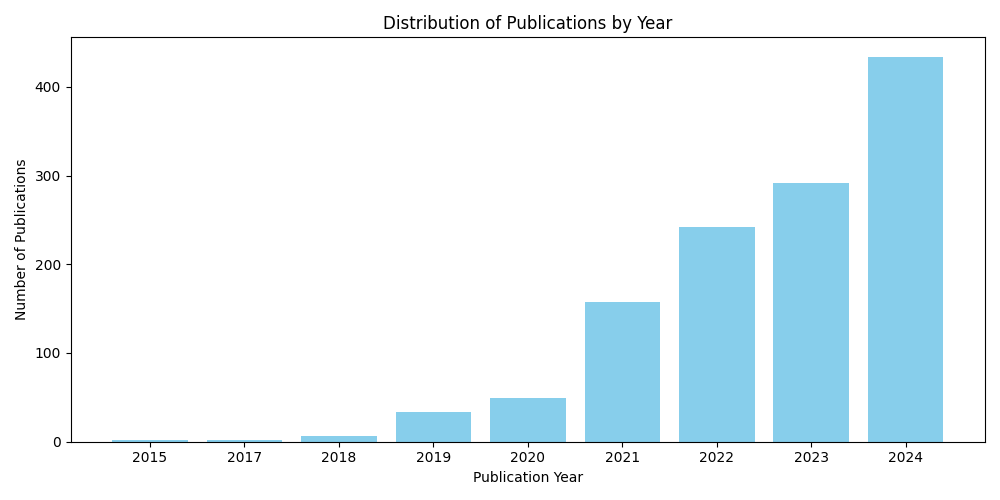 Distribution of Publications by Year
Number of Publications
400
300
200
100
0
2015 2017 2018 2019 2020 2021 2022 2023 2024
Publication Year